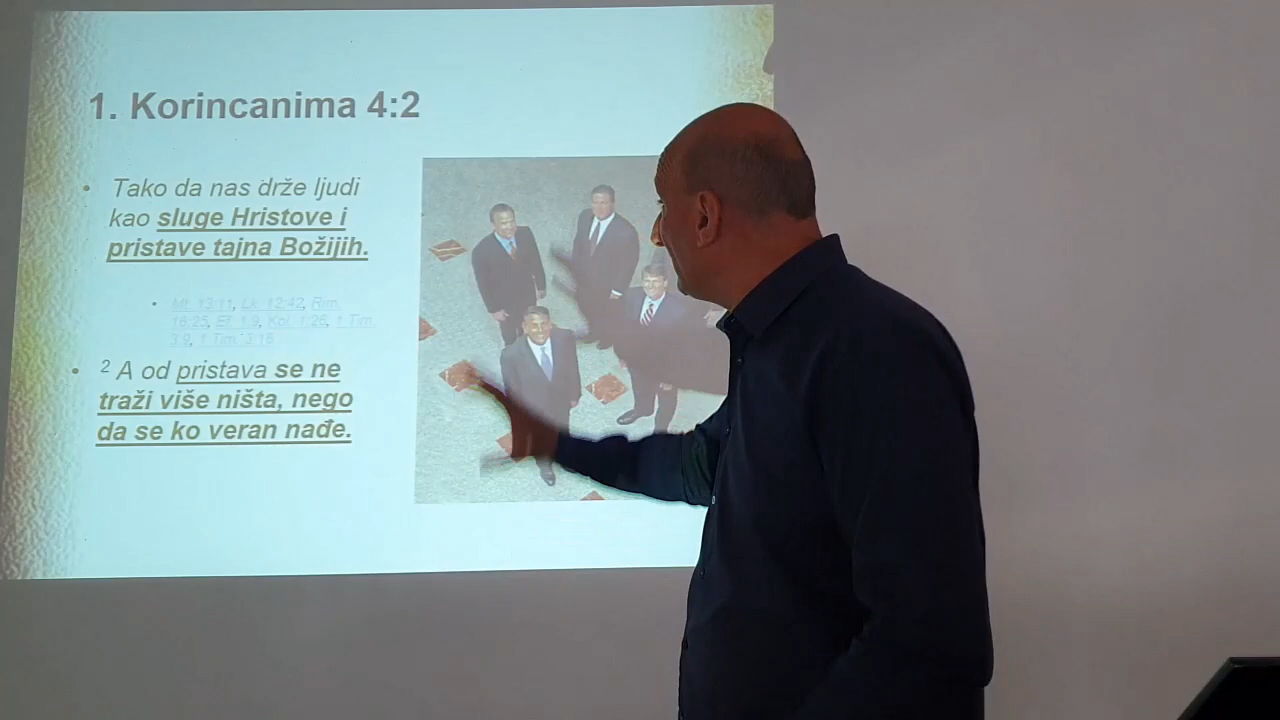 1. Korincanima 4:2
• Tako da nas drže ljudi
kao sluge Hristove i
pristave tajna Božijih.
• Mt. 13:11, Lk. 12:42, Rim.
16:25, Ef. 1:9, Kol. 1:26, 1 Tim.
3:9, 1 Tim. 3:16
• ² A od pristava se ne
traži više ništa, nego
da se ko veran nađe.